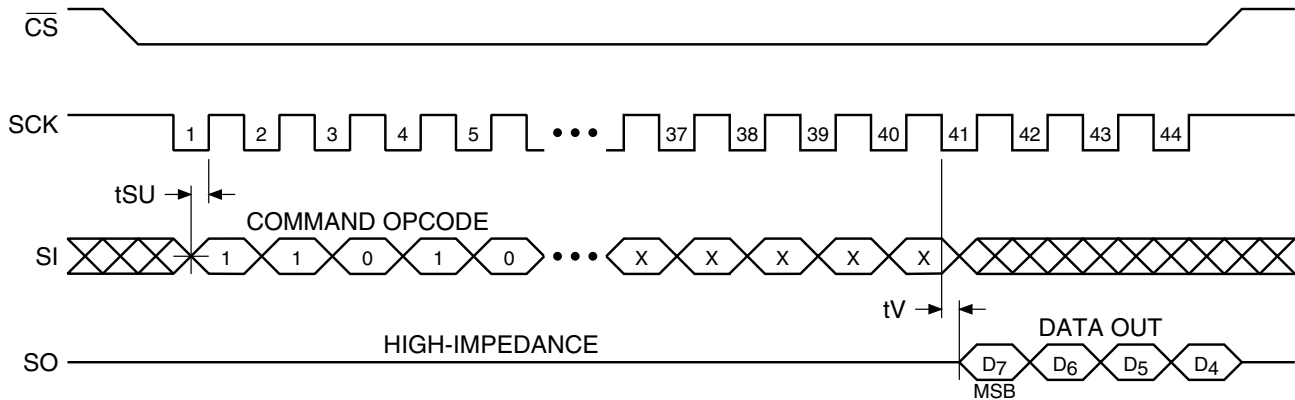 CS
SCK 1 2 3 4 5 ••• 37 38 39 40 41 42 43 44
tSU
COMMAND OPCODE
SI 1 1 0 1 0 ••• X X X X X
tV
HIGH-IMPEDANCE
DATA OUT
SO D7 D6 D5 D4
MSB